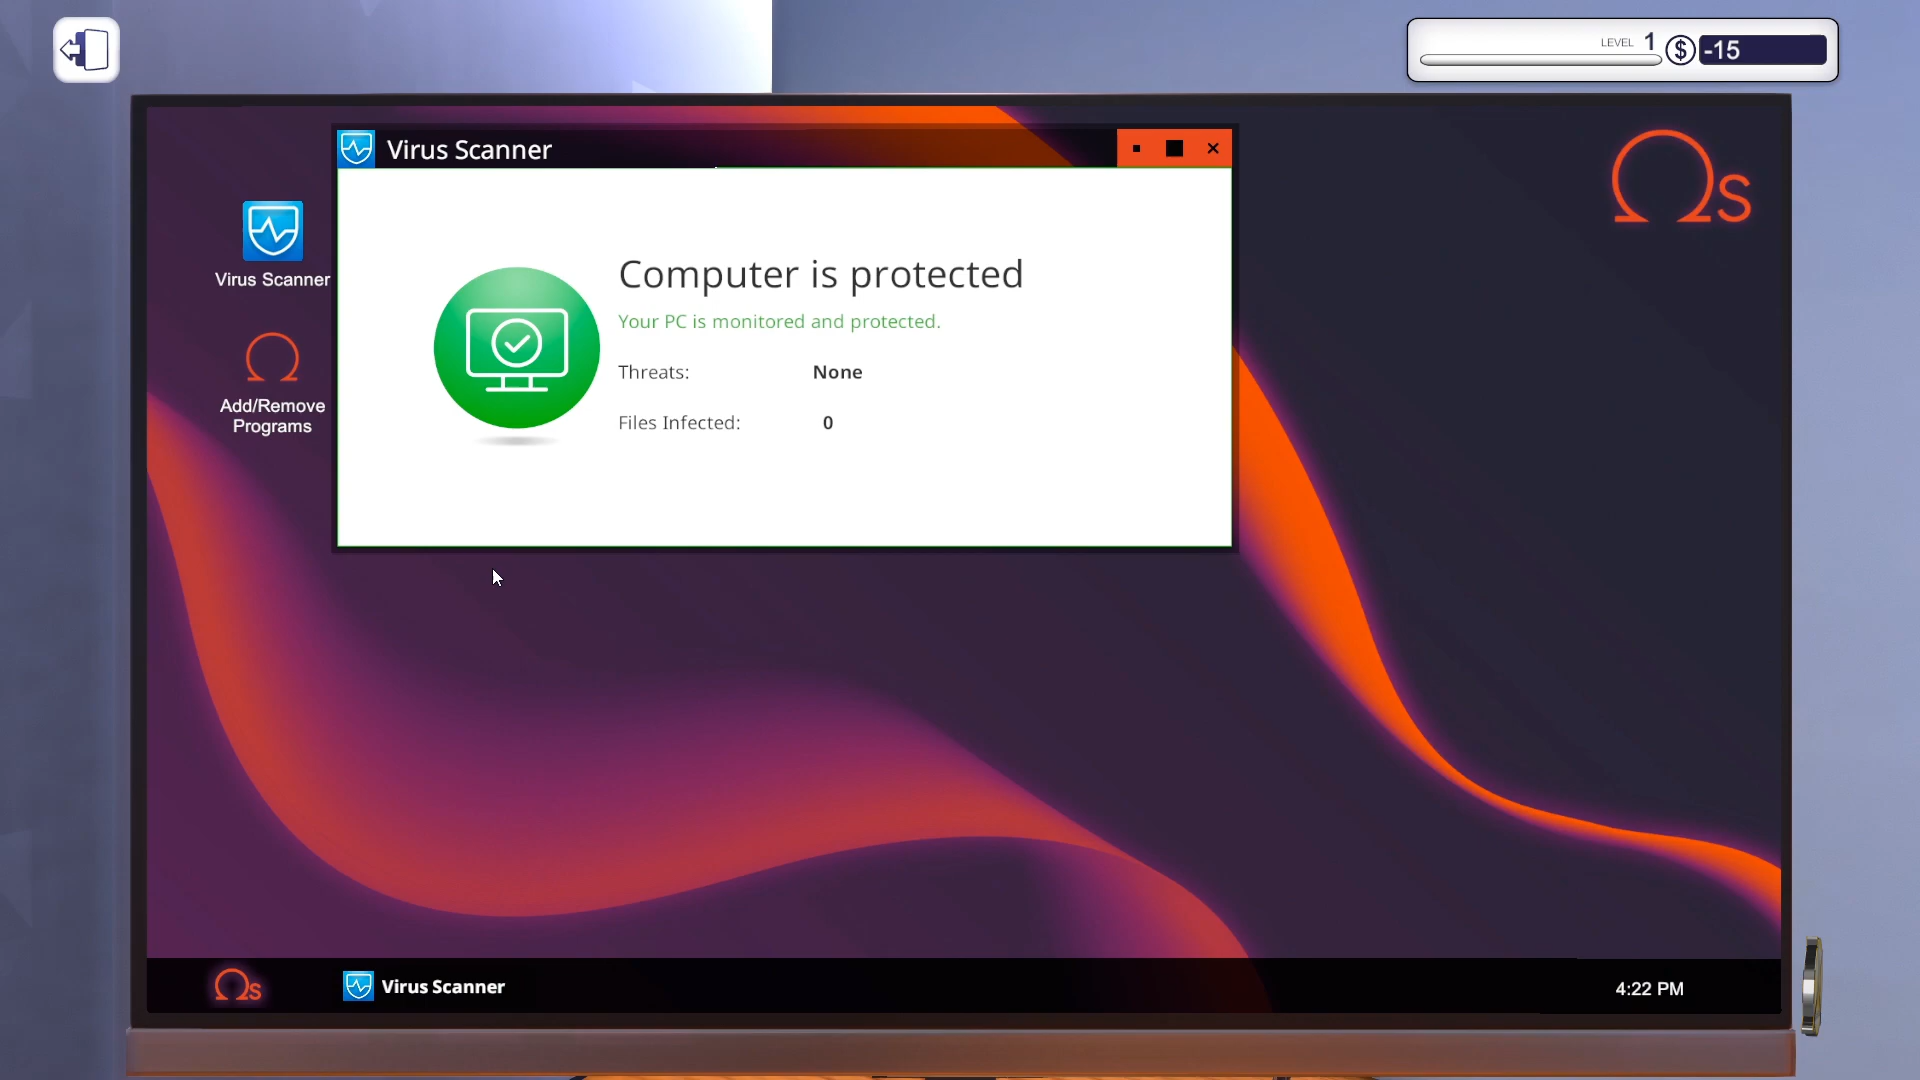 LEVEL 1 $ -15
Virus Scanner
Ωs
Virus Scanner
Computer is protected
Your PC is monitored and protected.
Threats: None
Files Infected: 0
Ω
Add/Remove
Programs
Ωs
Virus Scanner
4:22 PM